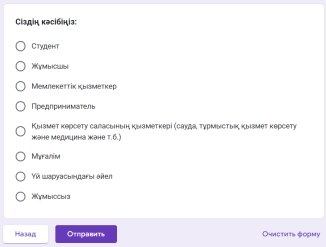 Сіздің кәсібіңіз:
Студент
Жұмысшы
Мемлекеттік қызметкер
Предприниматель
Қызмет көрсету саласының қызметкері (сауда, тұрмыстық қызмет көрсету
және медицина және т.б.)
Мұғалім
Үй шаруасындағы әйел
Жұмыссыз
Назад
Отправить
Очистить форму